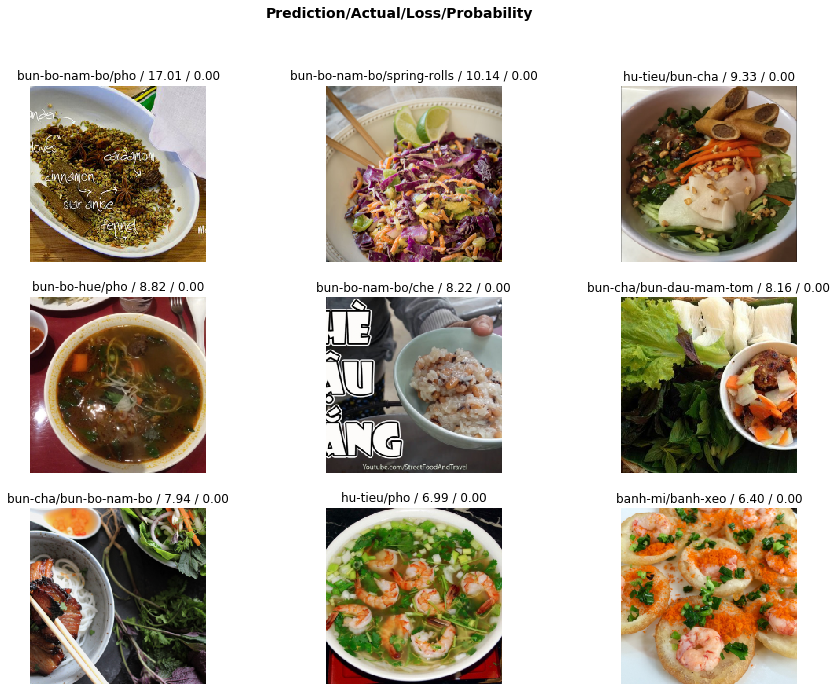 Prediction/Actual/Loss/Probability
bun-bo-nam-bo/pho / 17.01 / 0.00
bun-bo-nam-bo/spring-rolls / 10.14 / 0.00
hu-tieu/bun-cha / 9.33 / 0.00
cardamom
cinnamon
star anise
fennel
bun-bo-hue/pho / 8.82 / 0.00
bun-bo-nam-bo/che / 8.22 / 0.00
bun-cha/bun-dau-mam-tom / 8.16 / 0.00
HÈ
ẬU
ẮNG
Youtube.com/StreetFoodAndTravel
bun-cha/bun-bo-nam-bo / 7.94 / 0.00
hu-tieu/pho / 6.99 / 0.00
banh-mi/banh-xeo / 6.40 / 0.00